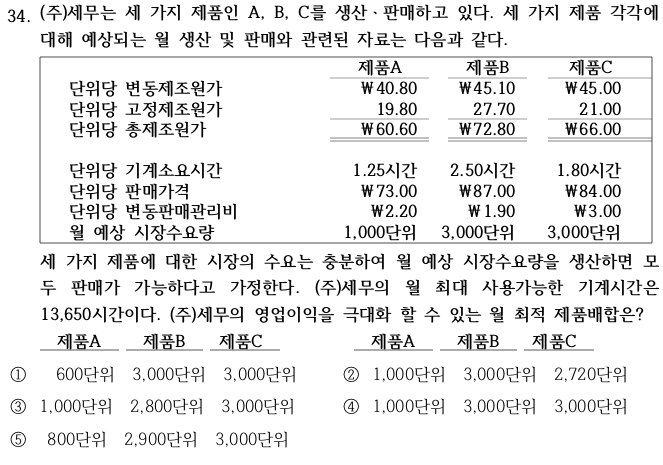 34. (주)세무는 세 가지 제품인 A, B, C를 생산ㆍ판매하고 있다. 세 가지 제품 각각에
대해 예상되는 월 생산 및 판매와 관련된 자료는 다음과 같다.
제품A 제품B 제품C
단위당 변동제조원가 ₩40.80 ₩45.10 ₩45.00
단위당 고정제조원가 19.80 27.70 21.00
단위당 총제조원가 ₩60.60 ₩72.80 ₩66.00
단위당 기계소요시간 1.25시간 2.50시간 1.80시간
단위당 판매가격 ₩73.00 ₩87.00 ₩84.00
단위당 변동판매관리비 ₩2.20 ₩1.90 ₩3.00
월 예상 시장수요량 1,000단위 3,000단위 3,000단위
세 가지 제품에 대한 시장의 수요는 충분하여 월 예상 시장수요량을 생산하면 모
두 판매가 가능하다고 가정한다. (주)세무의 월 최대 사용가능한 기계시간은
13,650시간이다. (주)세무의 영업이익을 극대화 할 수 있는 월 최적 제품배합은?
제품A 제품B 제품C 제품A 제품B 제품C
① 600단위 3,000단위 3,000단위 ② 1,000단위 3,000단위 2,720단위
③ 1,000단위 2,800단위 3,000단위 ④ 1,000단위 3,000단위 3,000단위
⑤ 800단위 2,900단위 3,000단위